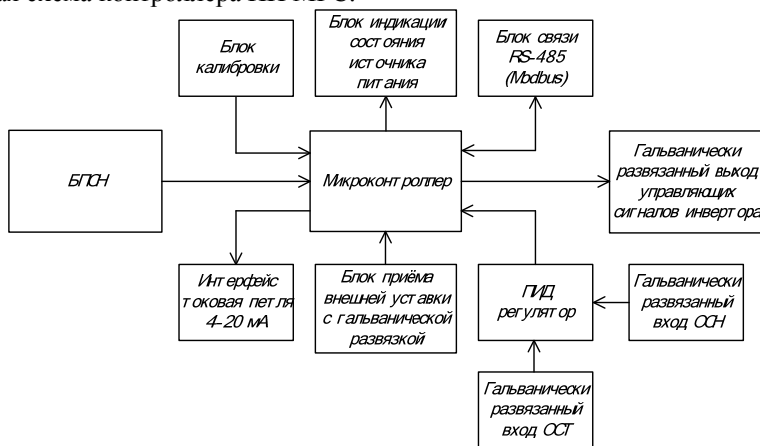 схема контроллера
Блок
калибровки
Блок индикации
состояния
источника
питания
Блок связи
RS-485
(Modbus)
БПСН
Микроконтроллер
Гальванически
развязанный выход
управляющих
сигналов инвертора
Интерфейс
токовая петля
4-20 мА
Блок приёма
внешней уставки
с гальванической
развязкой
ПИД
регулятор
Гальванически
развязанный
вход ОСН
Гальванически
развязанный
вход ОСТ